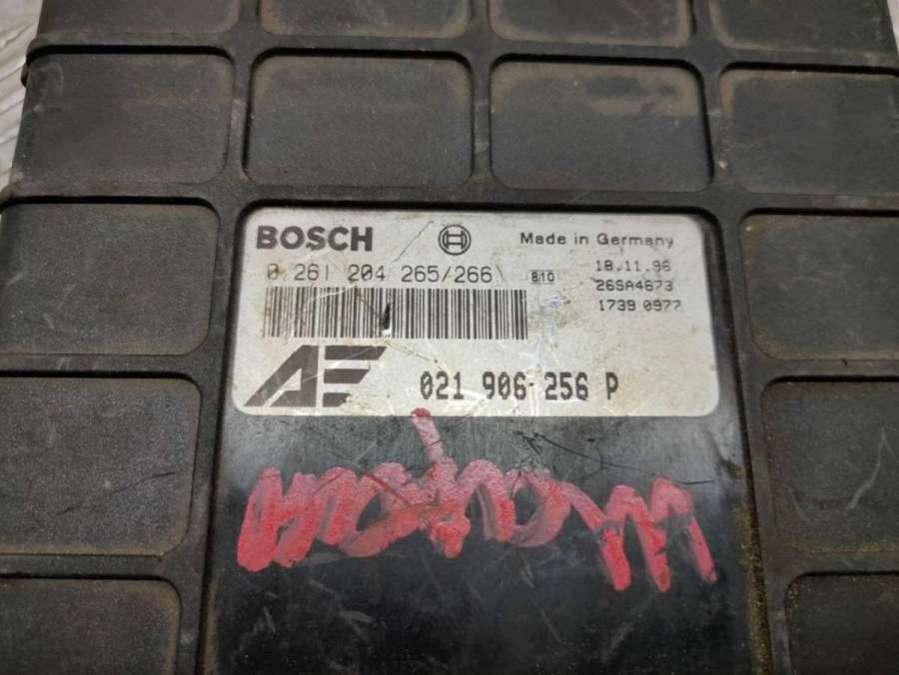 BOSCH
Made in Germany
0 261 204 265/266
810
18.11.96
26SA4673
1739 0977
AE
021 906 256 P